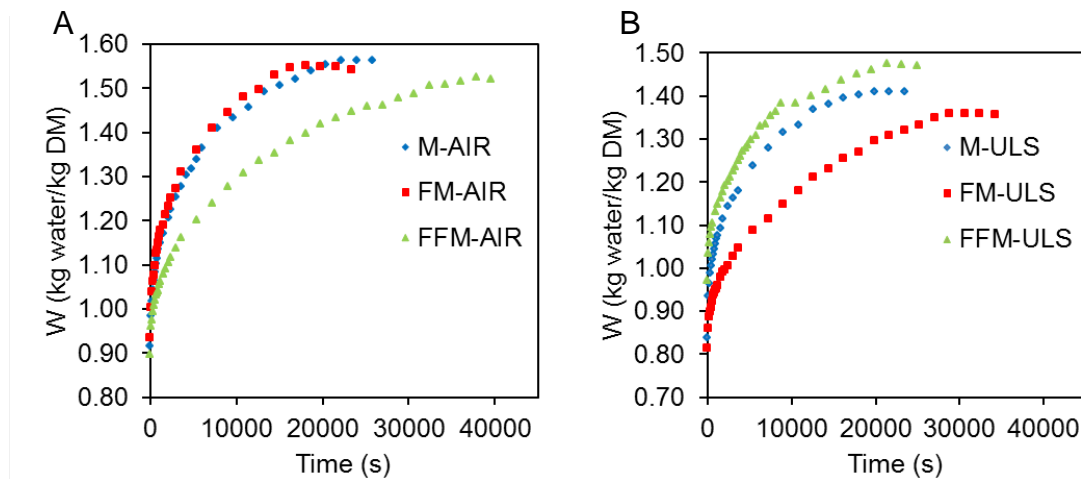 A
W (kg water/kg DM)
1.60
1.50
1.40
1.30
1.20
1.10
1.00
0.90
0.80
0 10000 20000 30000 40000
Time (s)
M-AIR
FM-AIR
FFM-AIR
B
W (kg water/kg DM)
1.50
1.40
1.30
1.20
1.10
1.00
0.90
0.80
0.70
0 10000 20000 30000 40000
Time (s)
M-ULS
FM-ULS
FFM-ULS